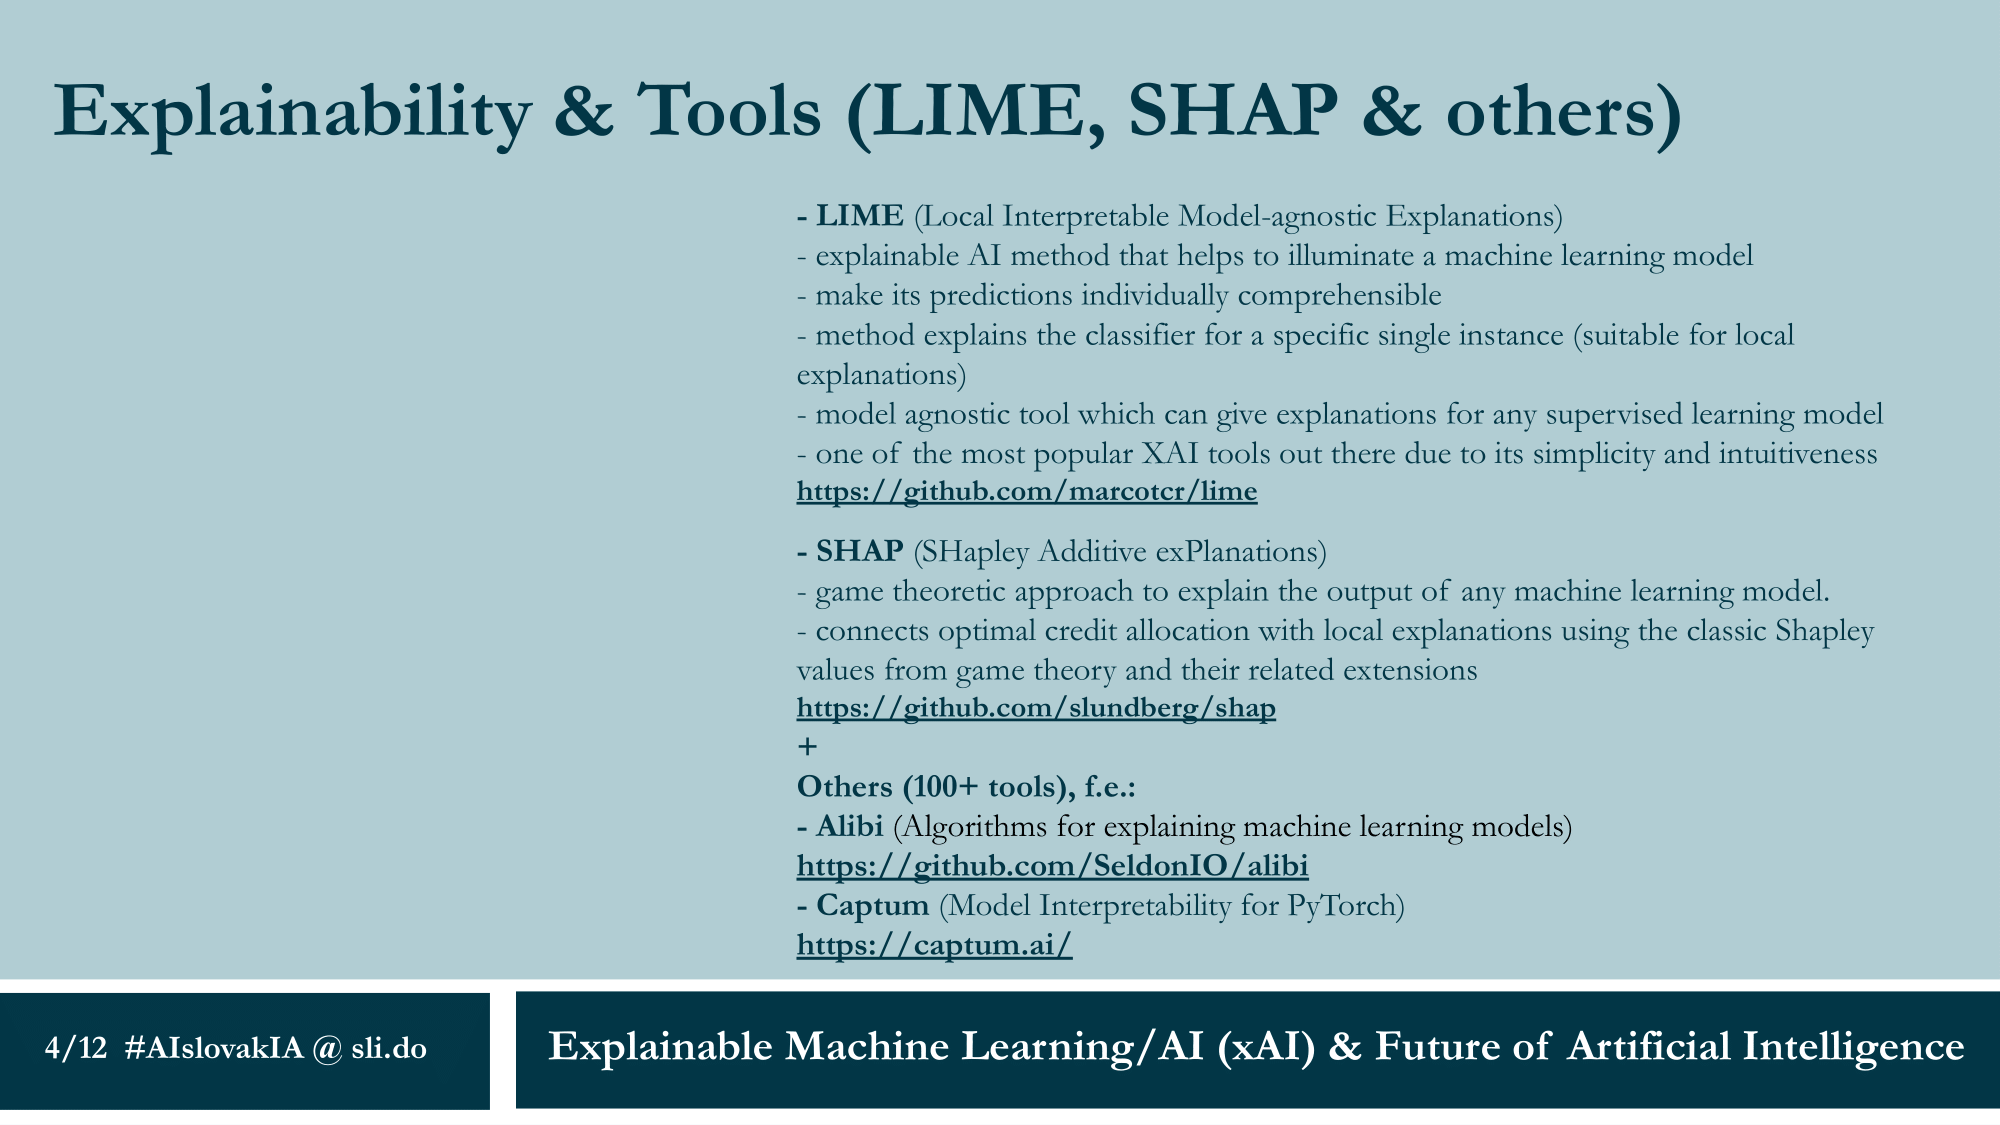 Explainability & Tools (LIME, SHAP & others)
- LIME (Local Interpretable Model-agnostic Explanations)
- explainable AI method that helps to illuminate a machine learning model
- make its predictions individually comprehensible
- method explains the classifier for a specific single instance (suitable for local
explanations)
- model agnostic tool which can give explanations for any supervised learning model
- one of the most popular XAI tools out there due to its simplicity and intuitiveness
https://github.com/marcotcr/lime
- SHAP (SHapley Additive exPlanations)
- game theoretic approach to explain the output of any machine learning model.
- connects optimal credit allocation with local explanations using the classic Shapley
values from game theory and their related extensions
https://github.com/slundberg/shap
+
Others (100+ tools), f.e.:
- Alibi (Algorithms for explaining machine learning models)
https://github.com/SeldonIO/alibi
- Captum (Model Interpretability for PyTorch)
https://captum.ai/
4/12 #AIslovakIA @ sli.do
Explainable Machine Learning/AI (xAI) & Future of Artificial Intelligence